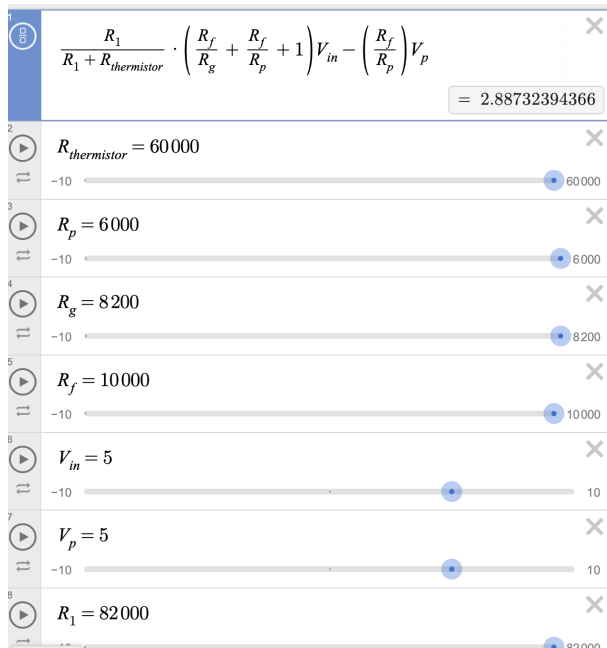 1
R_1 / (R_1 + R_thermistor) · (R_f / R_g + R_f / R_p + 1) V_in − (R_f / R_p) V_p
= 2.88732394366
2
R_thermistor = 60000
−10 60000
3
R_p = 6000
−10 6000
4
R_g = 8200
−10 8200
5
R_f = 10000
−10 10000
6
V_in = 5
−10 10
7
V_p = 5
−10 10
8
R_1 = 82000
−10 82000